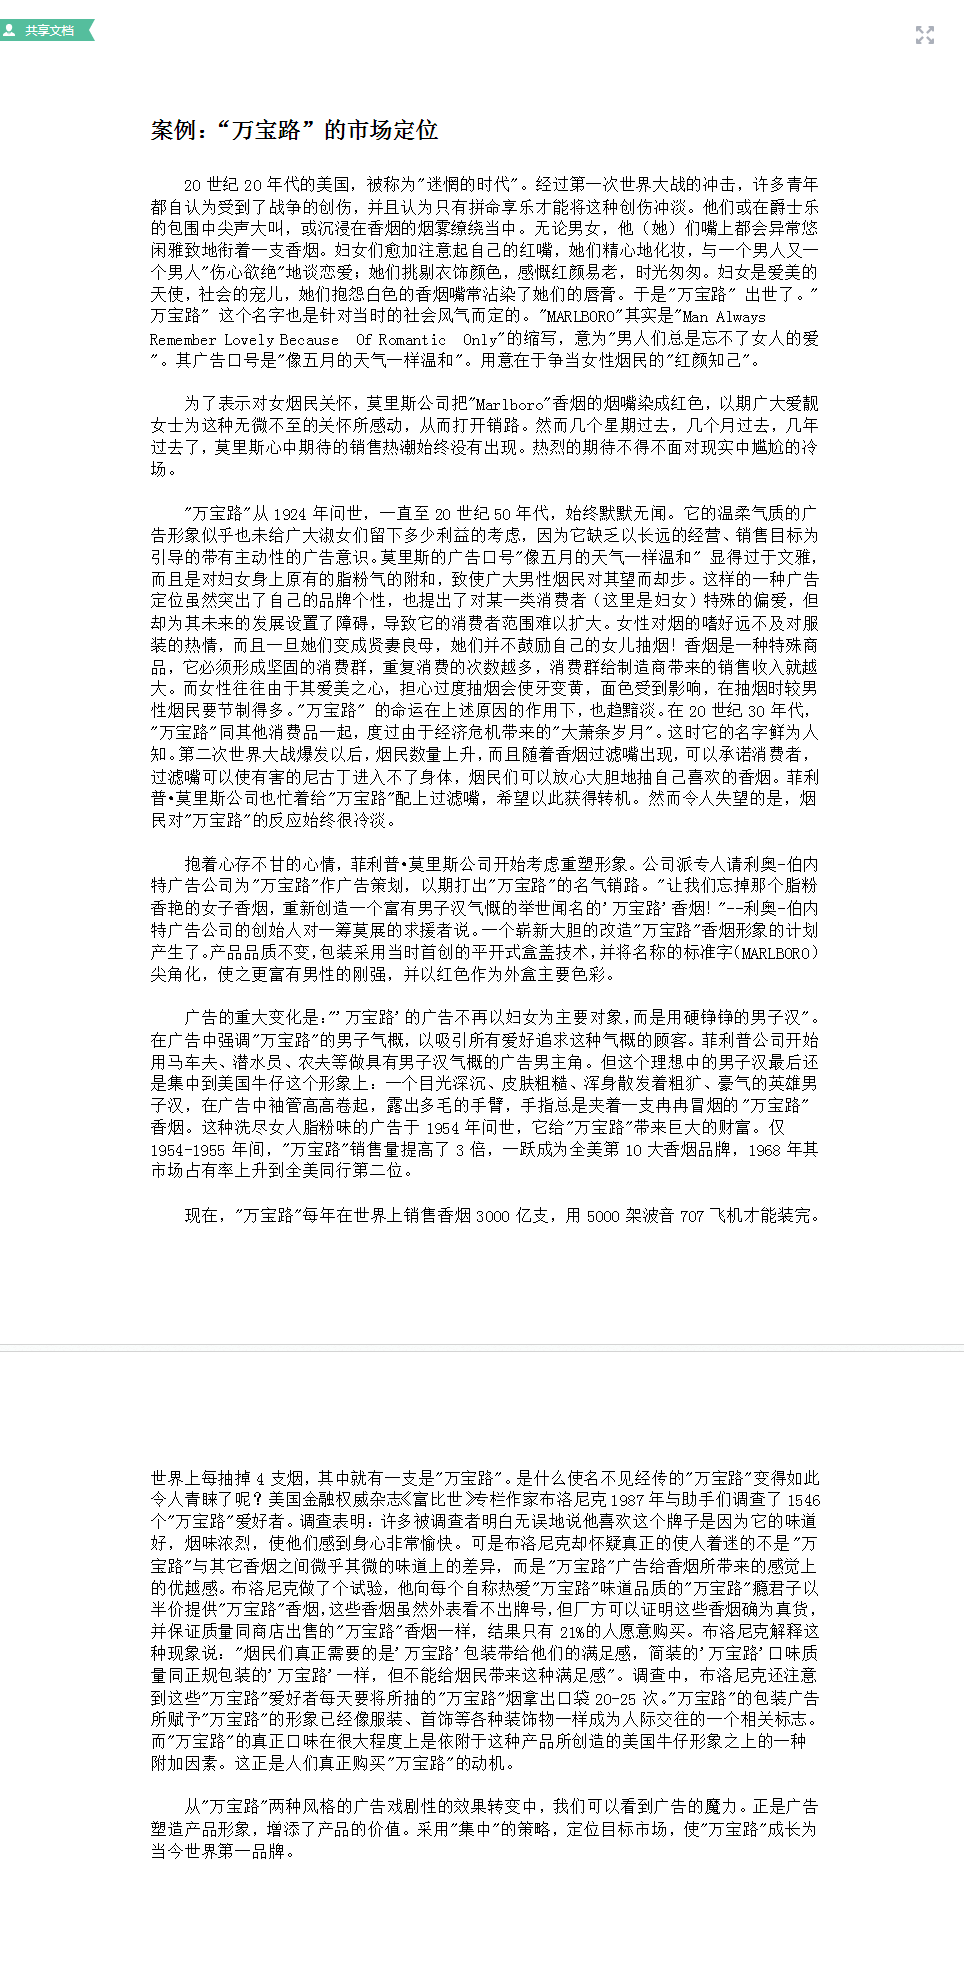 共享文档
案例：“万宝路”的市场定位
20 世纪 20 年代的美国，被称为"迷惘的时代"。经过第一次世界大战的冲击，许多青年
都自认为受到了战争的创伤，并且认为只有拼命享乐才能将这种创伤冲淡。他们或在爵士乐
的包围中尖声大叫，或沉浸在香烟的烟雾缭绕当中。无论男女，他（她）们嘴上都会异常悠
闲雅致地衔着一支香烟。妇女们愈加注意起自己的红嘴，她们精心地化妆，与一个男人又一
个男人"伤心欲绝"地谈恋爱；她们挑剔衣饰颜色，感慨红颜易老，时光匆匆。妇女是爱美的
天使，社会的宠儿，她们抱怨白色的香烟嘴常沾染了她们的唇膏。于是"万宝路" 出世了。"
万宝路" 这个名字也是针对当时的社会风气而定的。"MARLBORO"其实是"Man Always
Remember Lovely Because  Of Romantic  Only"的缩写，意为"男人们总是忘不了女人的爱
"。其广告口号是"像五月的天气一样温和"。用意在于争当女性烟民的"红颜知己"。
为了表示对女烟民关怀，莫里斯公司把"Marlboro"香烟的烟嘴染成红色，以期广大爱靓
女士为这种无微不至的关怀所感动，从而打开销路。然而几个星期过去，几个月过去，几年
过去了，莫里斯心中期待的销售热潮始终没有出现。热烈的期待不得不面对现实中尴尬的冷
场。
"万宝路"从 1924 年问世，一直至 20 世纪 50 年代，始终默默无闻。它的温柔气质的广
告形象似乎也未给广大淑女们留下多少利益的考虑，因为它缺乏以长远的经营、销售目标为
引导的带有主动性的广告意识。莫里斯的广告口号"像五月的天气一样温和" 显得过于文雅，
而且是对妇女身上原有的脂粉气的附和，致使广大男性烟民对其望而却步。这样的一种广告
定位虽然突出了自己的品牌个性，也提出了对某一类消费者（这里是妇女）特殊的偏爱，但
却为其未来的发展设置了障碍，导致它的消费者范围难以扩大。女性对烟的嗜好远不及对服
装的热情，而且一旦她们变成贤妻良母，她们并不鼓励自己的女儿抽烟！香烟是一种特殊商
品，它必须形成坚固的消费群，重复消费的次数越多，消费群给制造商带来的销售收入就越
大。而女性往往由于其爱美之心，担心过度抽烟会使牙变黄，面色受到影响，在抽烟时较男
性烟民要节制得多。"万宝路" 的命运在上述原因的作用下，也趋黯淡。在 20 世纪 30 年代，
"万宝路"同其他消费品一起，度过由于经济危机带来的"大萧条岁月"。这时它的名字鲜为人
知。第二次世界大战爆发以后，烟民数量上升，而且随着香烟过滤嘴出现，可以承诺消费者，
过滤嘴可以使有害的尼古丁进入不了身体，烟民们可以放心大胆地抽自己喜欢的香烟。菲利
普•莫里斯公司也忙着给"万宝路"配上过滤嘴，希望以此获得转机。然而令人失望的是，烟
民对"万宝路"的反应始终很冷淡。
抱着心存不甘的心情，菲利普•莫里斯公司开始考虑重塑形象。公司派专人请利奥-伯内
特广告公司为"万宝路"作广告策划，以期打出"万宝路"的名气销路。"让我们忘掉那个脂粉
香艳的女子香烟，重新创造一个富有男子汉气慨的举世闻名的'万宝路'香烟！"--利奥-伯内
特广告公司的创始人对一筹莫展的求援者说。一个崭新大胆的改造"万宝路"香烟形象的计划
产生了。产品品质不变，包装采用当时首创的平开式盒盖技术，并将名称的标准字（MARLBORO）
尖角化，使之更富有男性的刚强，并以红色作为外盒主要色彩。
广告的重大变化是："'万宝路'的广告不再以妇女为主要对象，而是用硬铮铮的男子汉"。
在广告中强调"万宝路"的男子气概，以吸引所有爱好追求这种气概的顾客。菲利普公司开始
用马车夫、潜水员、农夫等做具有男子汉气概的广告男主角。但这个理想中的男子汉最后还
是集中到美国牛仔这个形象上：一个目光深沉、皮肤粗糙、浑身散发着粗犷、豪气的英雄男
子汉，在广告中袖管高高卷起，露出多毛的手臂，手指总是夹着一支冉冉冒烟的"万宝路"
香烟。这种洗尽女人脂粉味的广告于 1954 年问世，它给"万宝路"带来巨大的财富。仅
1954-1955 年间，"万宝路"销售量提高了 3 倍，一跃成为全美第 10 大香烟品牌，1968 年其
市场占有率上升到全美同行第二位。
现在，"万宝路"每年在世界上销售香烟 3000 亿支，用 5000 架波音 707 飞机才能装完。
世界上每抽掉 4 支烟，其中就有一支是"万宝路"。是什么使名不见经传的"万宝路"变得如此
令人青睐了呢？美国金融权威杂志《富比世》专栏作家布洛尼克 1987 年与助手们调查了 1546
个"万宝路"爱好者。调查表明：许多被调查者明白无误地说他喜欢这个牌子是因为它的味道
好，烟味浓烈，使他们感到身心非常愉快。可是布洛尼克却怀疑真正的使人着迷的不是"万
宝路"与其它香烟之间微乎其微的味道上的差异，而是"万宝路"广告给香烟所带来的感觉上
的优越感。布洛尼克做了个试验，他向每个自称热爱"万宝路"味道品质的"万宝路"瘾君子以
半价提供"万宝路"香烟，这些香烟虽然外表看不出牌号，但厂方可以证明这些香烟确为真货，
并保证质量同商店出售的"万宝路"香烟一样，结果只有 21%的人愿意购买。布洛尼克解释这
种现象说："烟民们真正需要的是'万宝路'包装带给他们的满足感，简装的'万宝路'口味质
量同正规包装的'万宝路'一样，但不能给烟民带来这种满足感"。调查中，布洛尼克还注意
到这些"万宝路"爱好者每天要将所抽的"万宝路"烟拿出口袋 20-25 次。"万宝路"的包装广告
所赋予"万宝路"的形象已经像服装、首饰等各种装饰物一样成为人际交往的一个相关标志。
而"万宝路"的真正口味在很大程度上是依附于这种产品所创造的美国牛仔形象之上的一种
附加因素。这正是人们真正购买"万宝路"的动机。
从"万宝路"两种风格的广告戏剧性的效果转变中，我们可以看到广告的魔力。正是广告
塑造产品形象，增添了产品的价值。采用"集中"的策略，定位目标市场，使"万宝路"成长为
当今世界第一品牌。